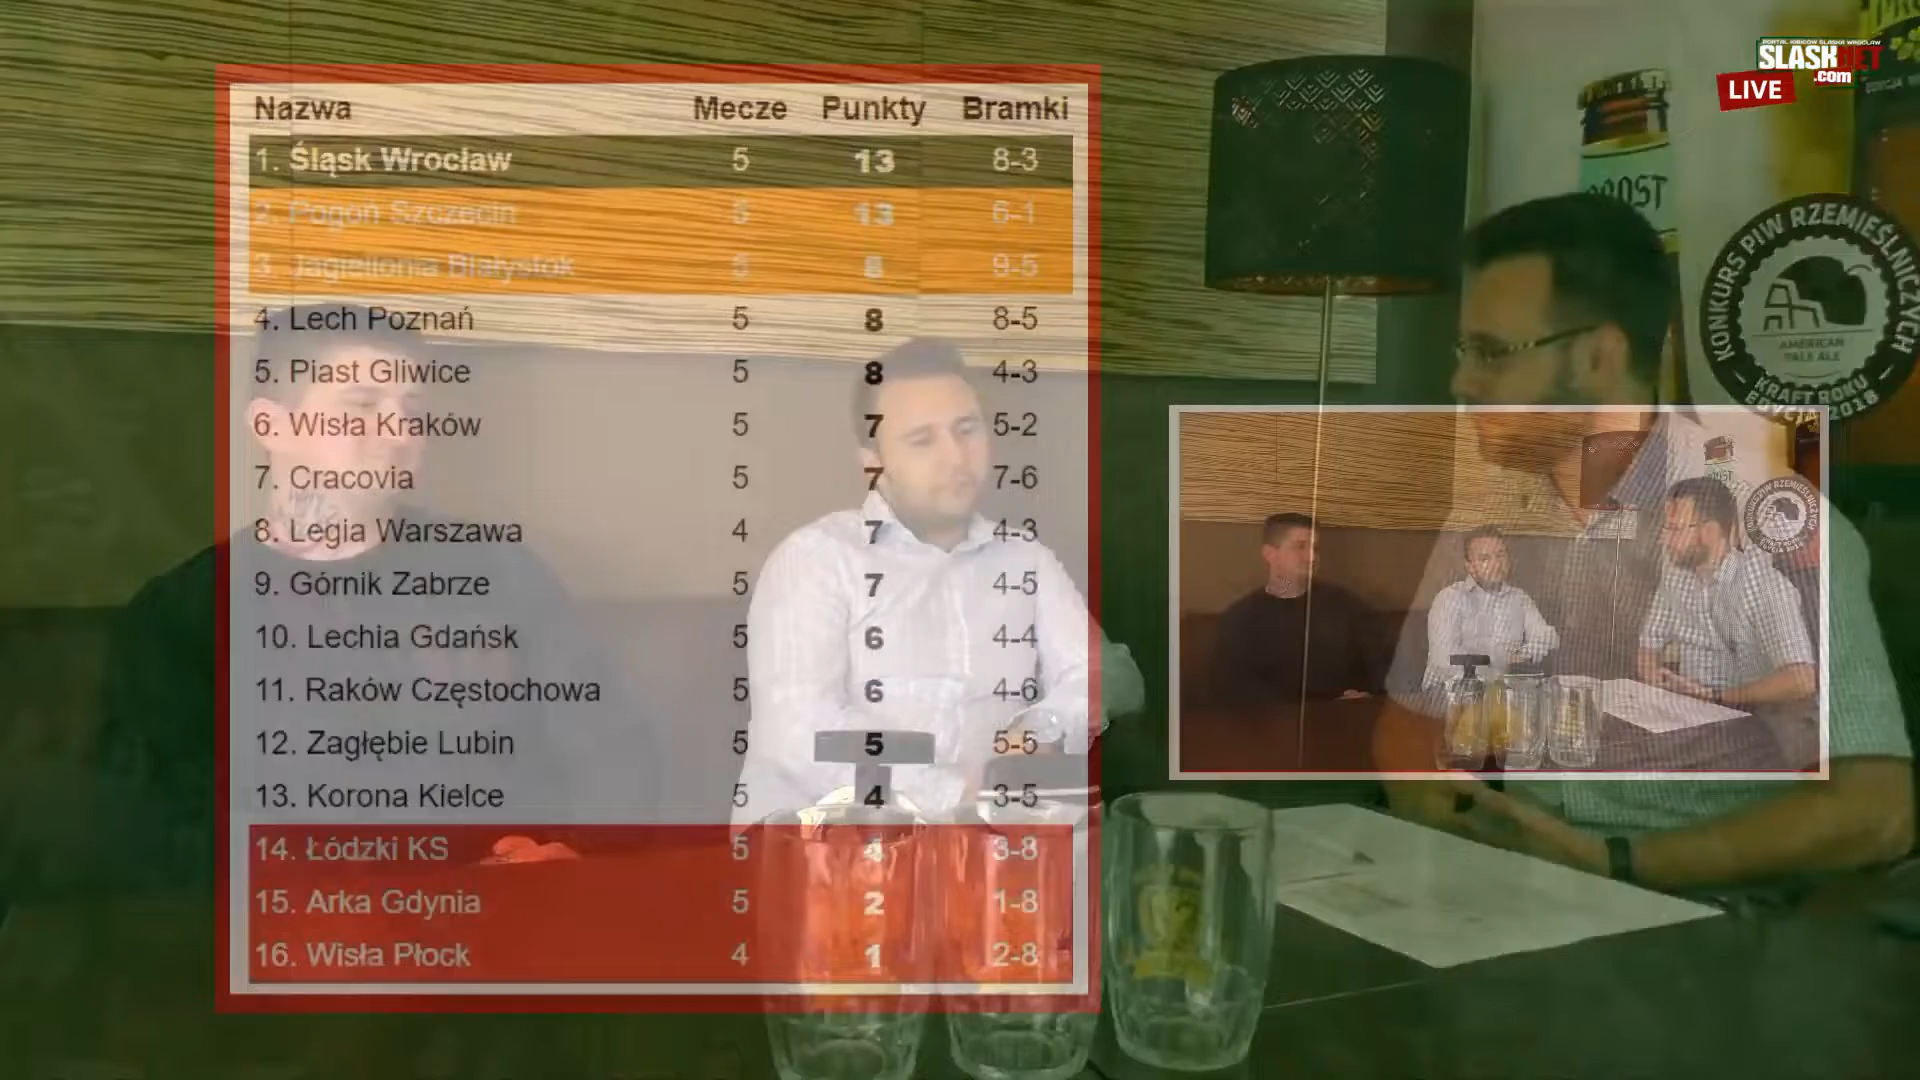 PORTAL KIBICÓW ŚLĄSKA WROCŁAW
SLASKNET
.com
LIVE
Nazwa Mecze Punkty Bramki
1. Śląsk Wrocław 5 13 8-3
2. Pogoń Szczecin 5 13 6-1
3. Jagiellonia Białystok 5 8 9-5
4. Lech Poznań 5 8 8-5
5. Piast Gliwice 5 8 4-3
6. Wisła Kraków 5 7 5-2
7. Cracovia 5 7 7-6
8. Legia Warszawa 4 7 4-3
9. Górnik Zabrze 5 7 4-5
10. Lechia Gdańsk 5 6 4-4
11. Raków Częstochowa 5 6 4-6
12. Zagłębie Lubin 5 5 5-5
13. Korona Kielce 5 4 3-5
14. Łódzki KS 5 4 3-8
15. Arka Gdynia 5 2 1-8
16. Wisła Płock 4 1 2-8
KONKURS PIW RZEMIEŚLNICZYCH
AMERICAN
PALE ALE
KRAFT ROKU
EDYCJA 2018